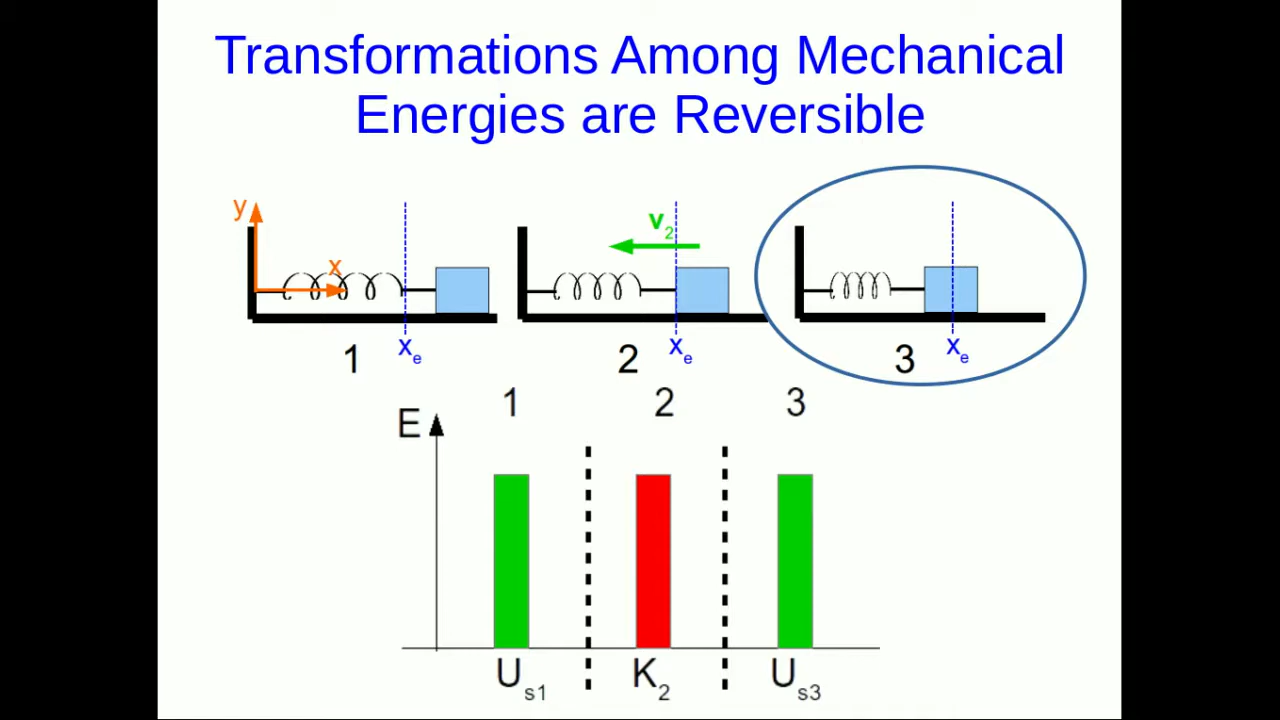 Transformations Among Mechanical
Energies are Reversible
y
x
v2
1
xe
2
xe
3
xe
1
2
3
E
Us1
K2
Us3